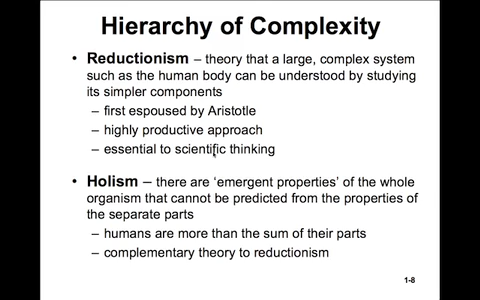 Hierarchy of Complexity
• Reductionism – theory that a large, complex system
such as the human body can be understood by studying
its simpler components
– first espoused by Aristotle
– highly productive approach
– essential to scientific thinking
• Holism – there are ‘emergent properties’ of the whole
organism that cannot be predicted from the properties of
the separate parts
– humans are more than the sum of their parts
– complementary theory to reductionism
1-8